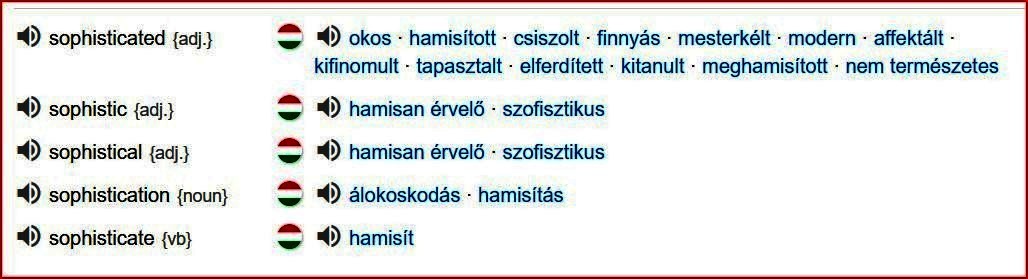 sophisticated {adj.} okos · hamisított · csiszolt · finnyás · mesterkélt · modern · affektált ·
kifinomult · tapasztalt · elferdített · kitanult · meghamisított · nem természetes
sophistic {adj.} hamisan érvelő · szofisztikus
sophistical {adj.} hamisan érvelő · szofisztikus
sophistication {noun} álokoskodás · hamisítás
sophisticate {vb} hamisít